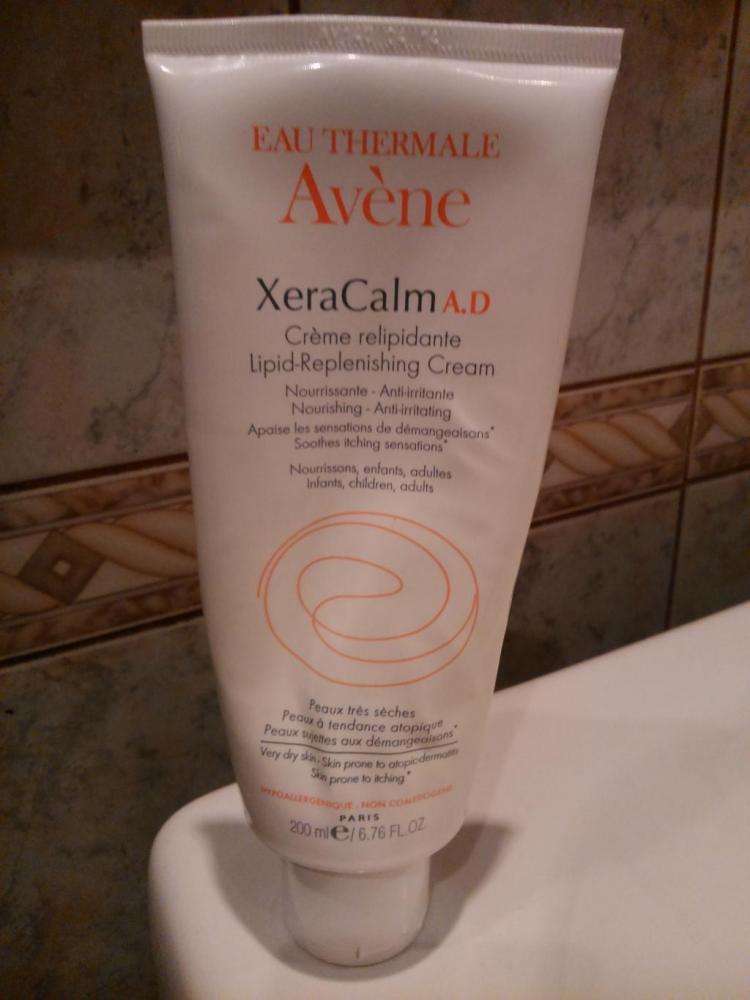 EAU THERMALE
Avène
XeraCalm A.D
Crème relipidante
Lipid-Replenishing Cream
Nourrissante - Anti-irritante
Nourishing - Anti-irritating
Apaise les sensations de démangeaisons*
Soothes itching sensations*
Nourrissons, enfants, adultes
Infants, children, adults
Peaux très sèches
Peaux à tendance atopique
Peaux sujettes aux démangeaisons*
Very dry skin - Skin prone to atopic dermatitis
Skin prone to itching*
HYPOALLERGÉNIQUE - NON COMÉDOGÈNE
PARIS
200 ml e / 6.76 FL.OZ.